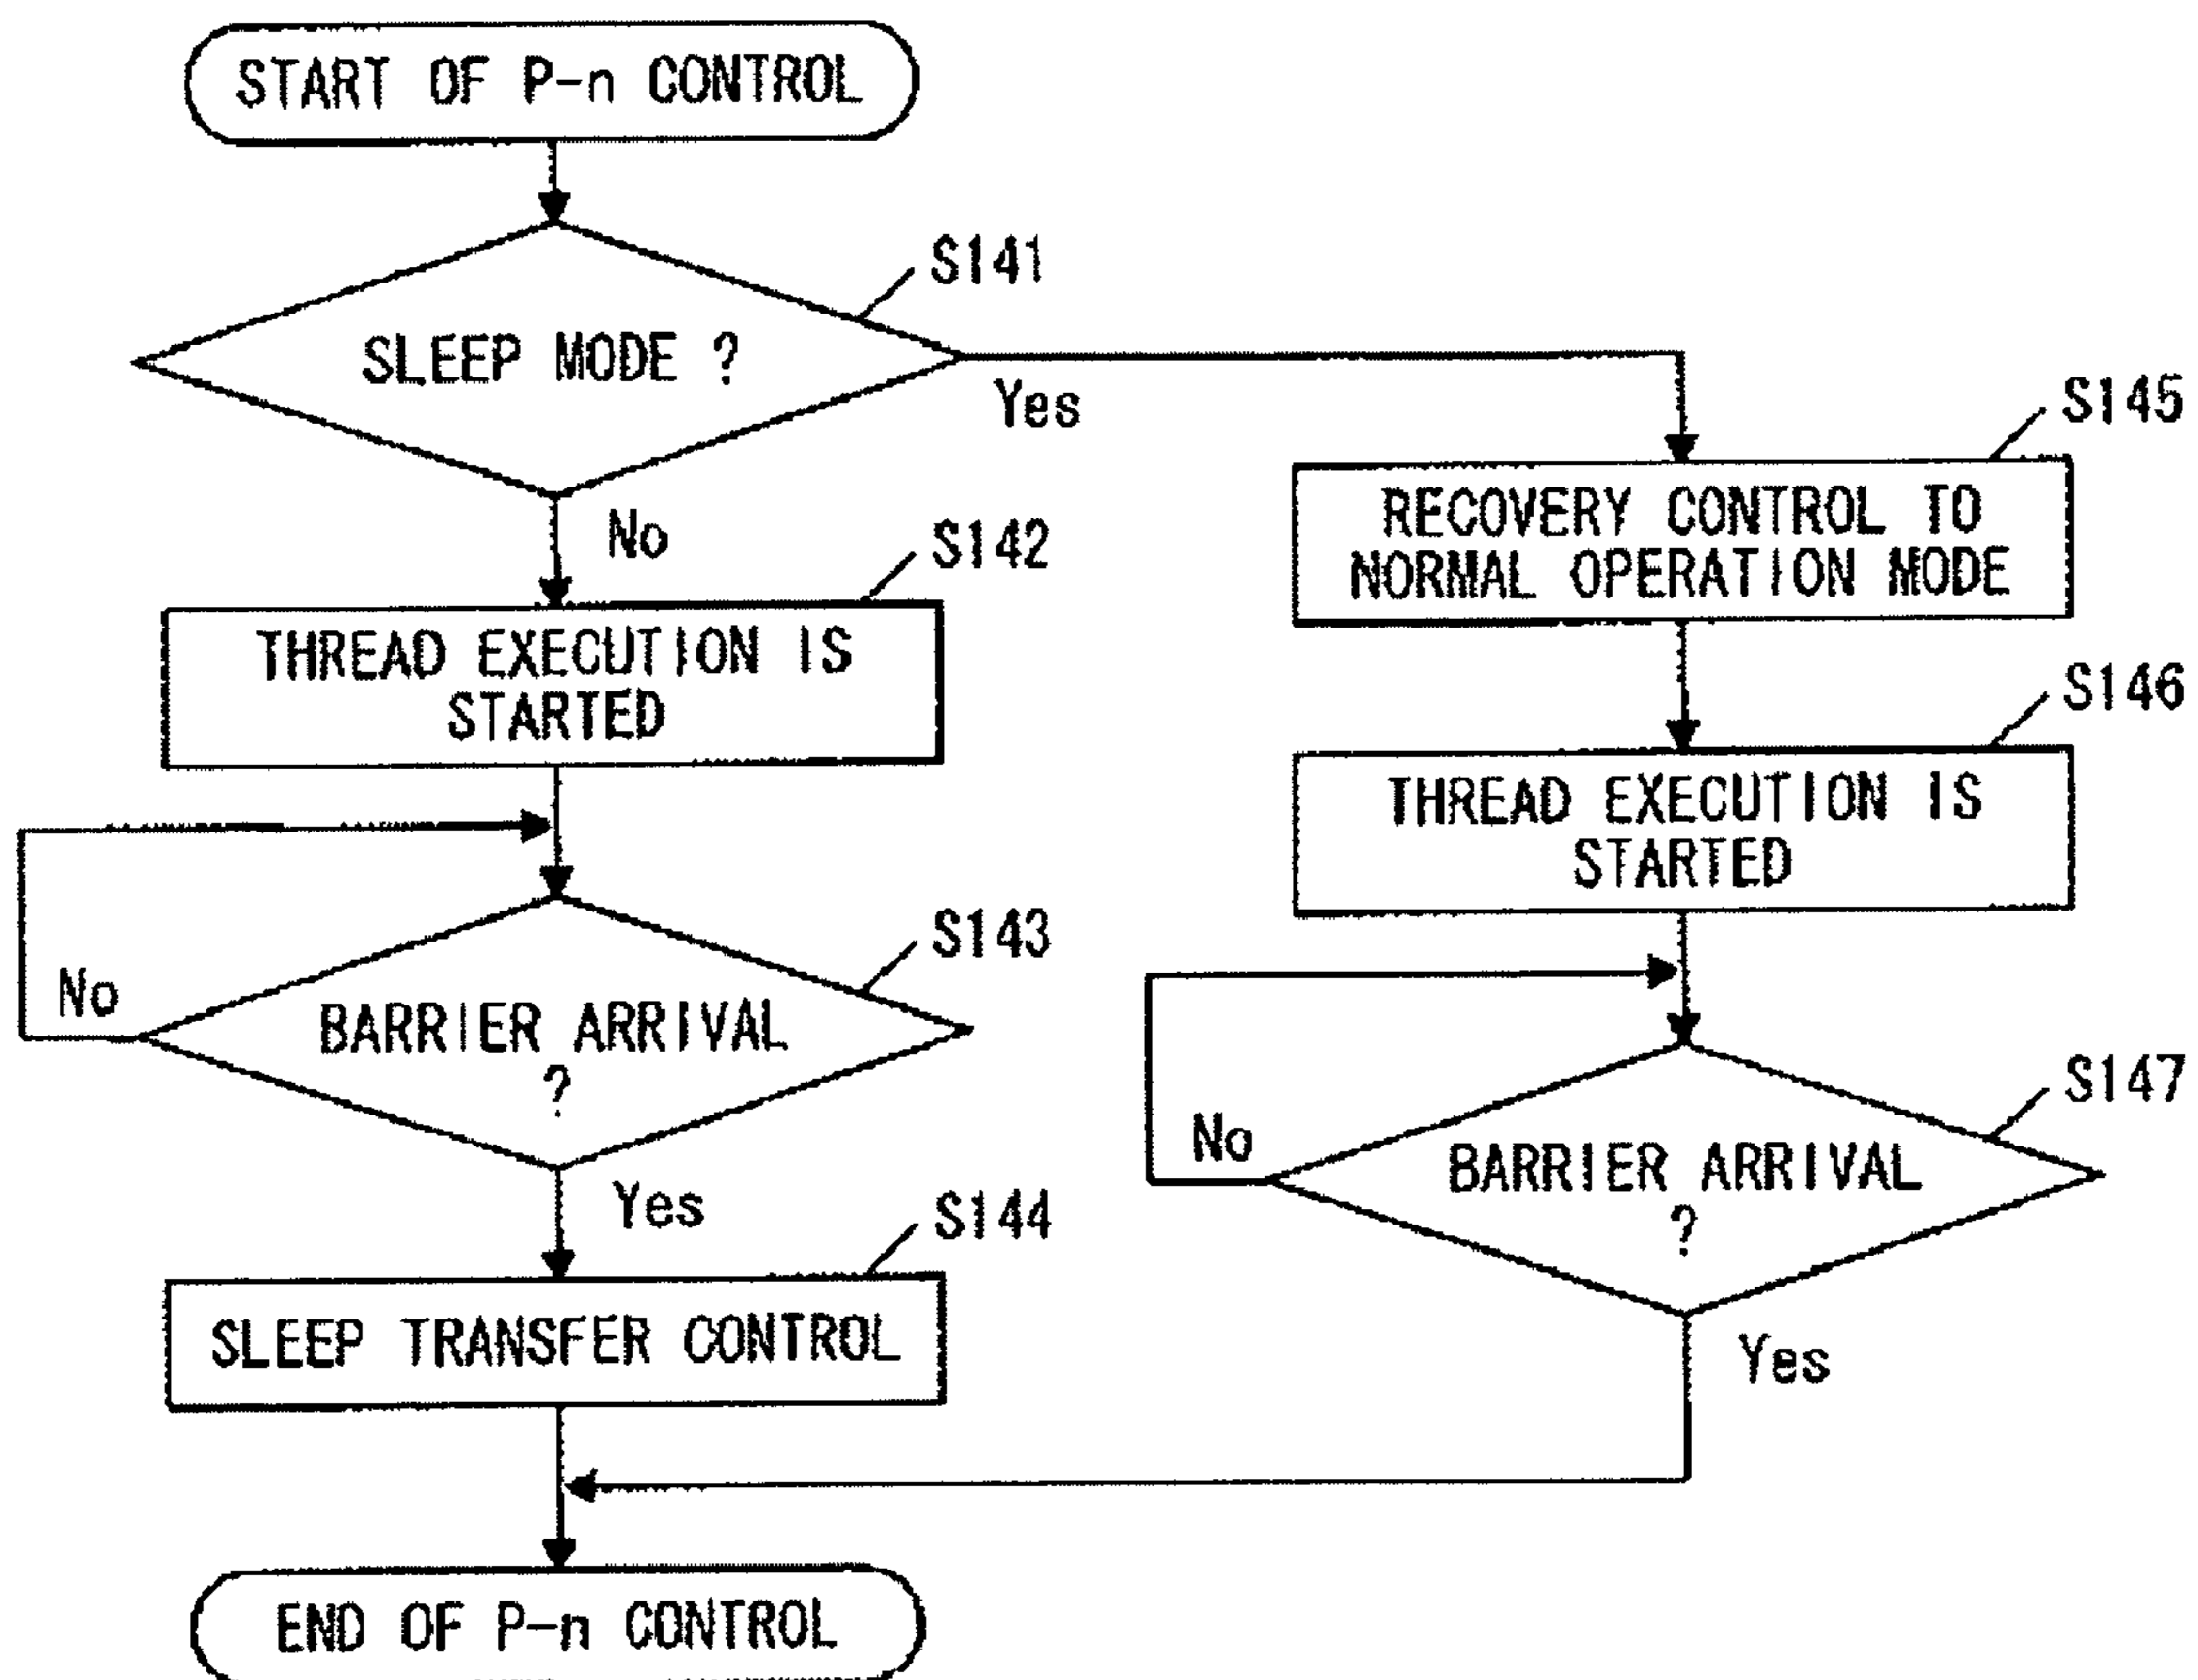 START OF P-n CONTROL
S141
SLEEP MODE ?
Yes
No
S142
THREAD EXECUTION IS
STARTED
S143
No
BARRIER ARRIVAL
?
Yes
S144
SLEEP TRANSFER CONTROL
S145
RECOVERY CONTROL TO
NORMAL OPERATION MODE
S146
THREAD EXECUTION IS
STARTED
S147
No
BARRIER ARRIVAL
?
Yes
END OF P-n CONTROL